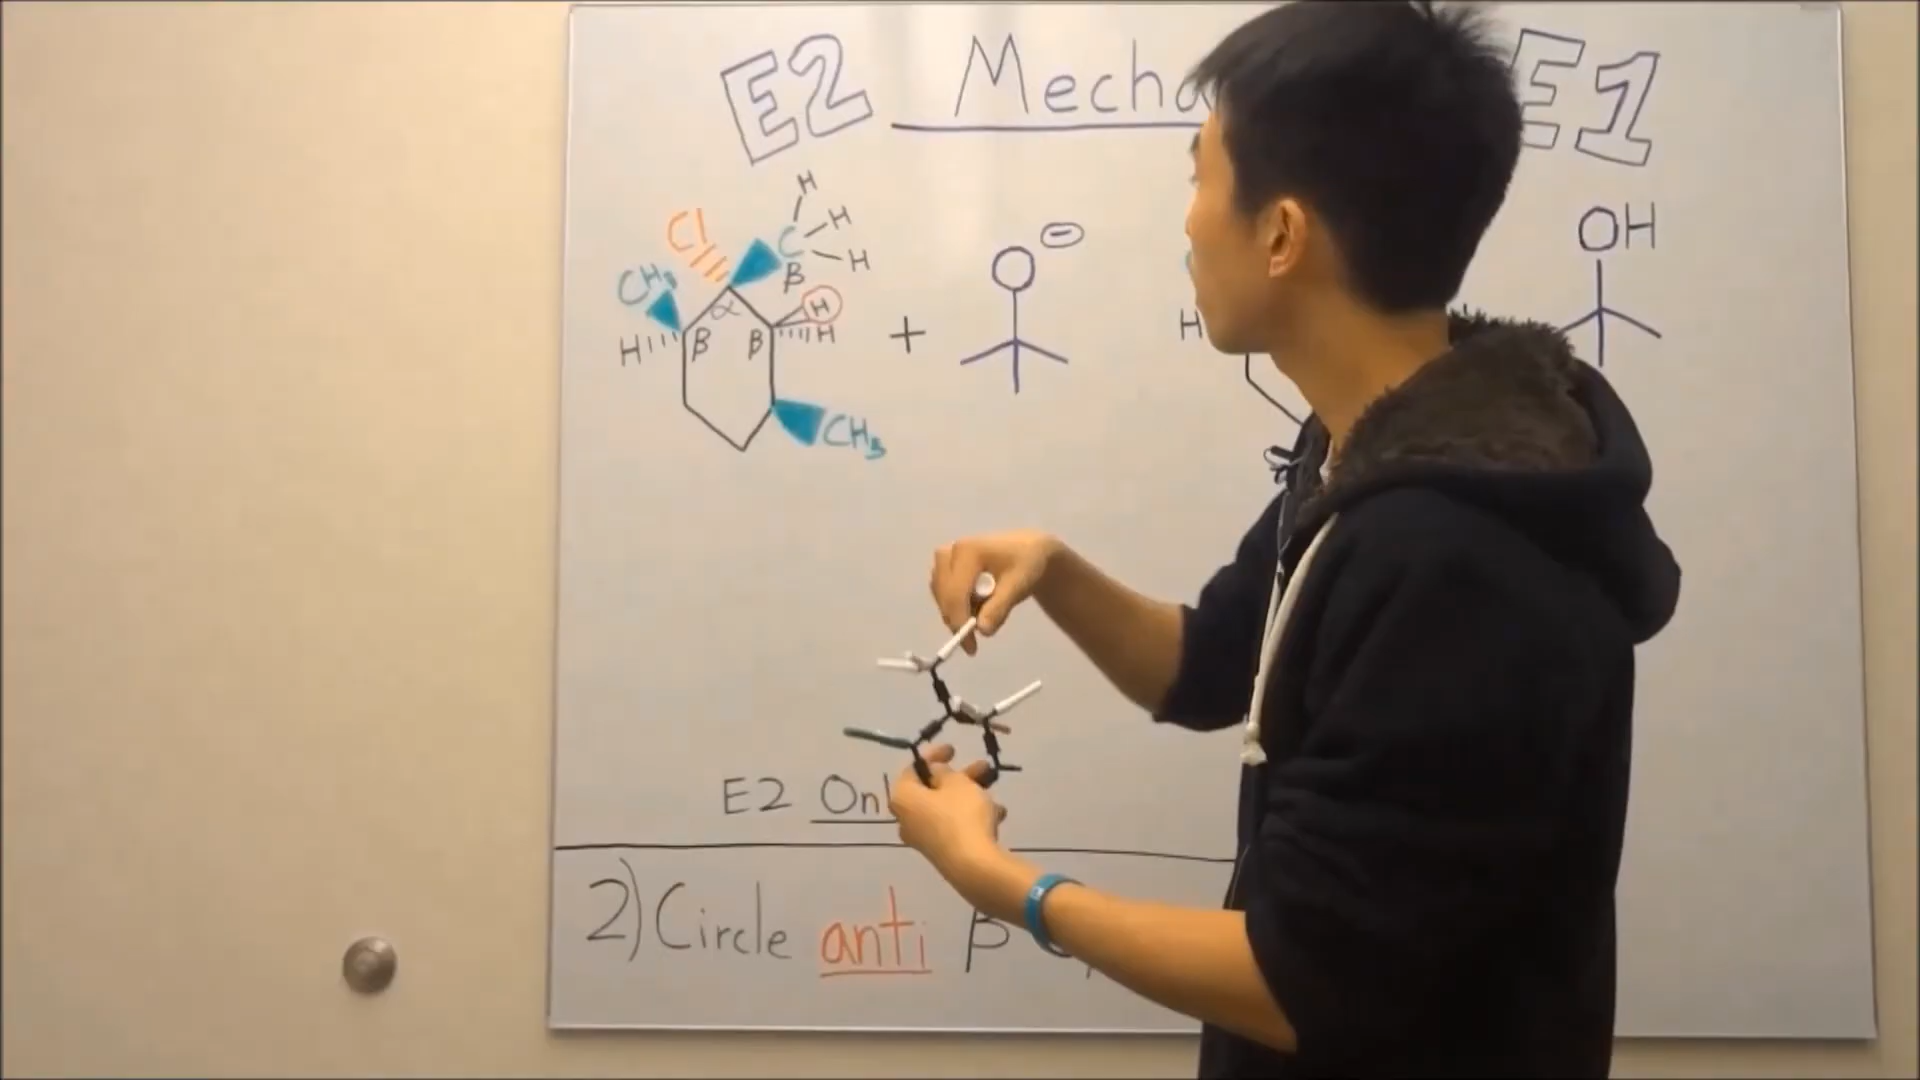 E2 Mecha E1
H
Cl C H
CH₃ β H
α H
H β β H
+ O ⊖
H
OH
CH₃
E2 Onl
2) Circle anti β